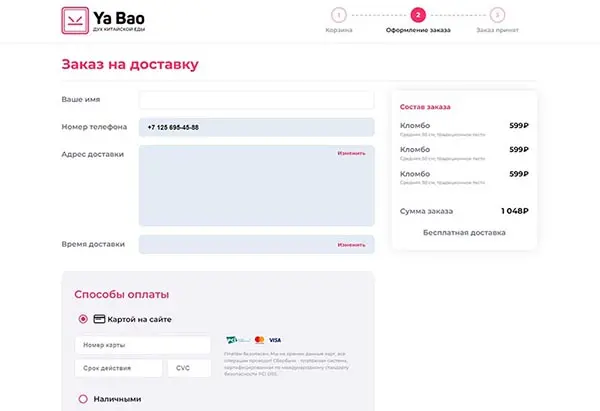 Ya Bao
ДУХ КИТАЙСКОЙ ЕДЫ
1
2
3
Корзина
Оформление заказа
Заказ принят
Заказ на доставку
Ваше имя
Номер телефона
+7 125 695-45-88
Адрес доставки
Изменить
Время доставки
Изменить
Состав заказа
Кломбо 599₽
Средняя 30 см, традиционное тесто
Кломбо 599₽
Средняя 30 см, традиционное тесто
Кломбо 599₽
Средняя 30 см, традиционное тесто
Сумма заказа 1 048₽
Бесплатная доставка
Способы оплаты
Картой на сайте
Номер карты
Срок действия
CVC
VISA
Платеж безопасен. Мы не храним данные карт, все
операции проводит Сбербанк - платежная система,
сертифицированная по международному стандарту
безопасности PCI DSS.
Наличными